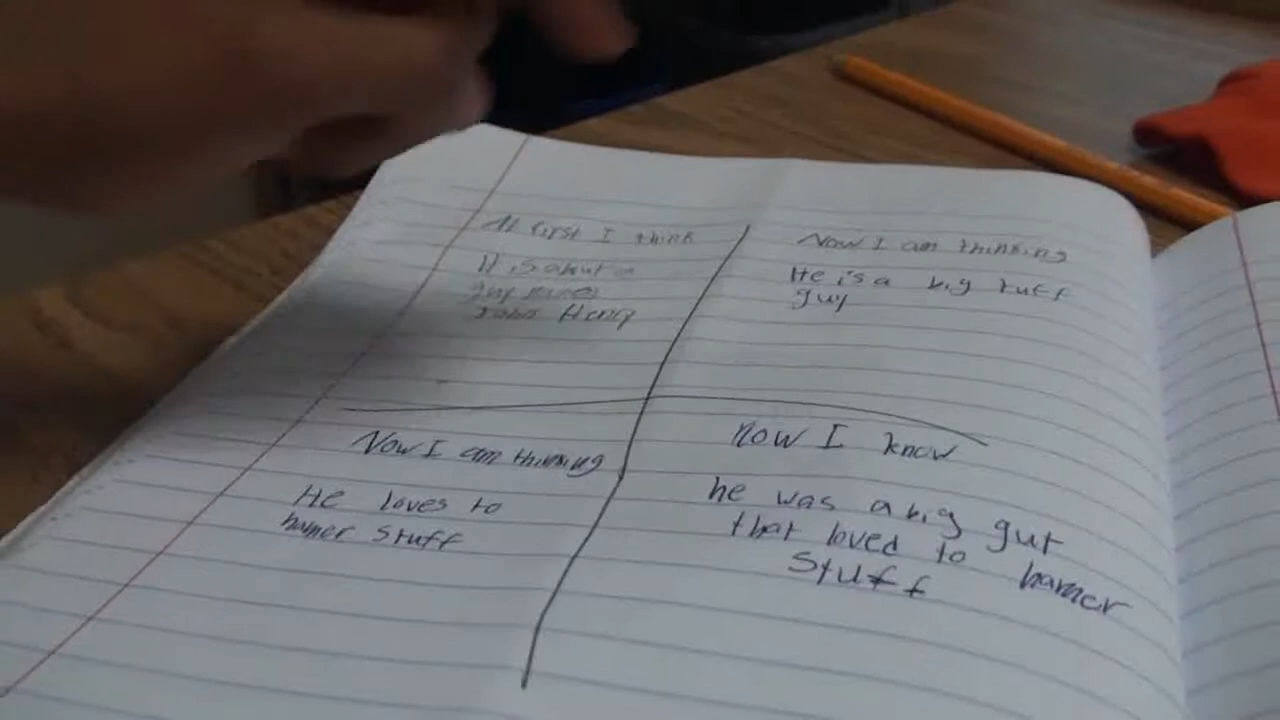 At first I think
It is about a
guy
John Henry
Now I am thinking
He is a big tuff
guy
Now I am thinking
He loves to
hamer stuff
now I know
he was a big gut
that loved to hamer
stuff